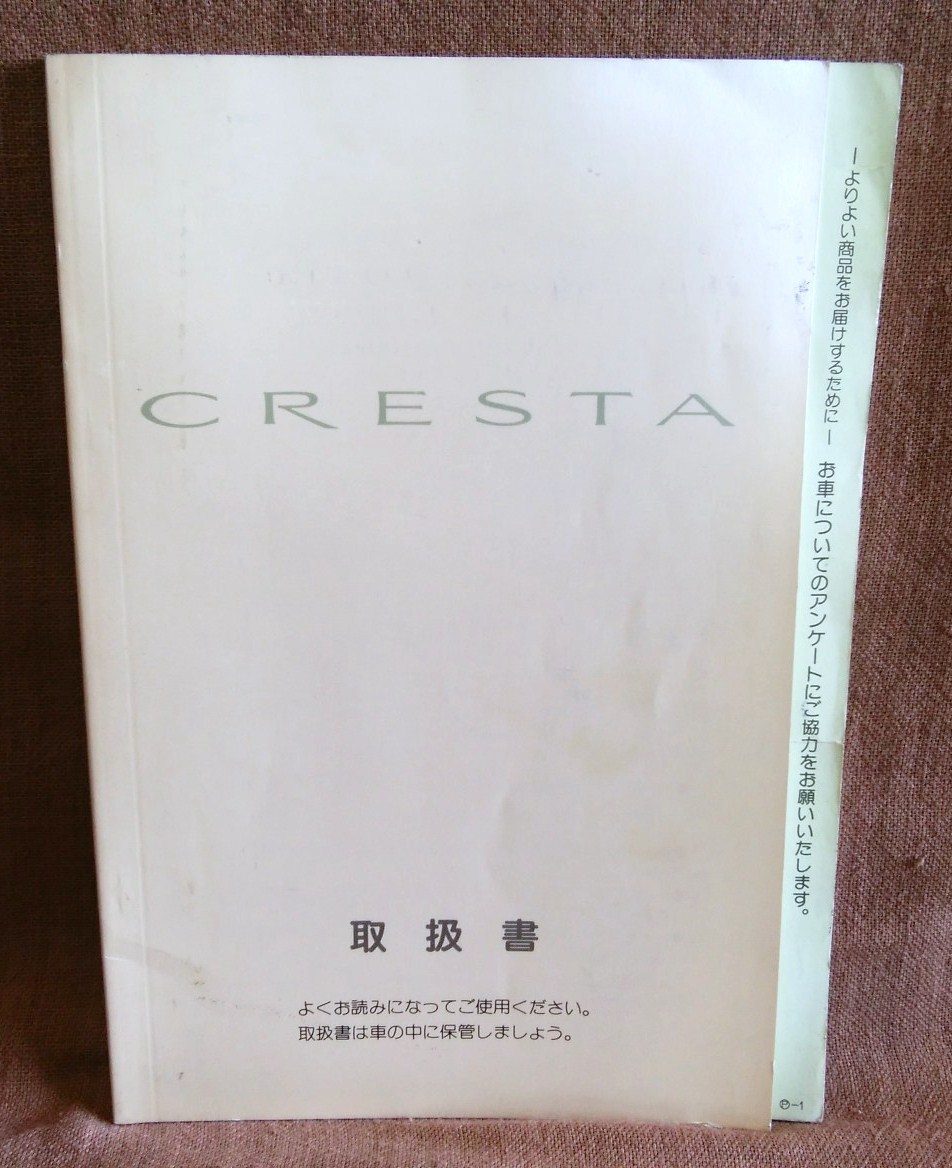 CRESTA
取扱書
よくお読みになってご使用ください。
取扱書は車の中に保管しましょう。
ーよりよい商品をお届けするためにー お車についてのアンケートにご協力をお願いいたします。
㋹-1